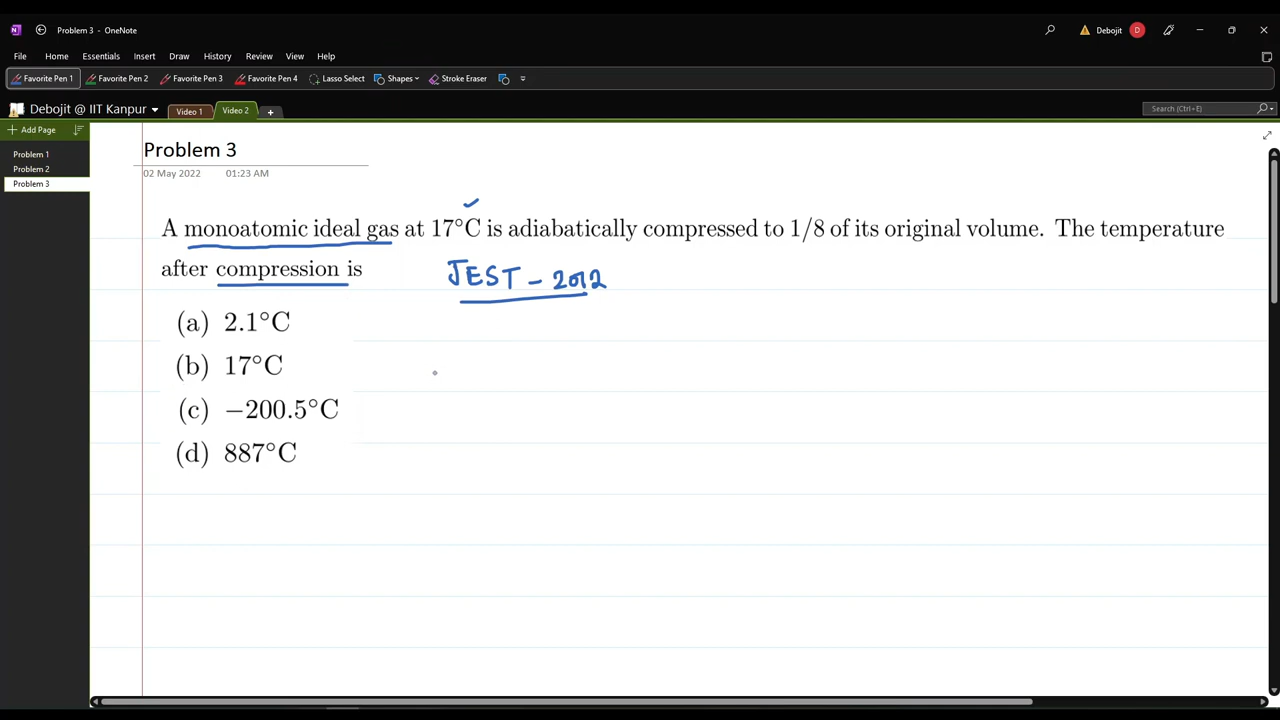 Problem 3 - OneNote
Debojit D
File Home Essentials Insert Draw History Review View Help
Favorite Pen 1 Favorite Pen 2 Favorite Pen 3 Favorite Pen 4 Lasso Select Shapes Stroke Eraser
Debojit @ IIT Kanpur Video 1 Video 2 + Search (Ctrl+E)
+ Add Page
Problem 1
Problem 2
Problem 3
Problem 3
02 May 2022 01:23 AM
A monoatomic ideal gas at 17°C is adiabatically compressed to 1/8 of its original volume. The temperature
after compression is
JEST - 2012
(a) 2.1°C
(b) 17°C
(c) −200.5°C
(d) 887°C